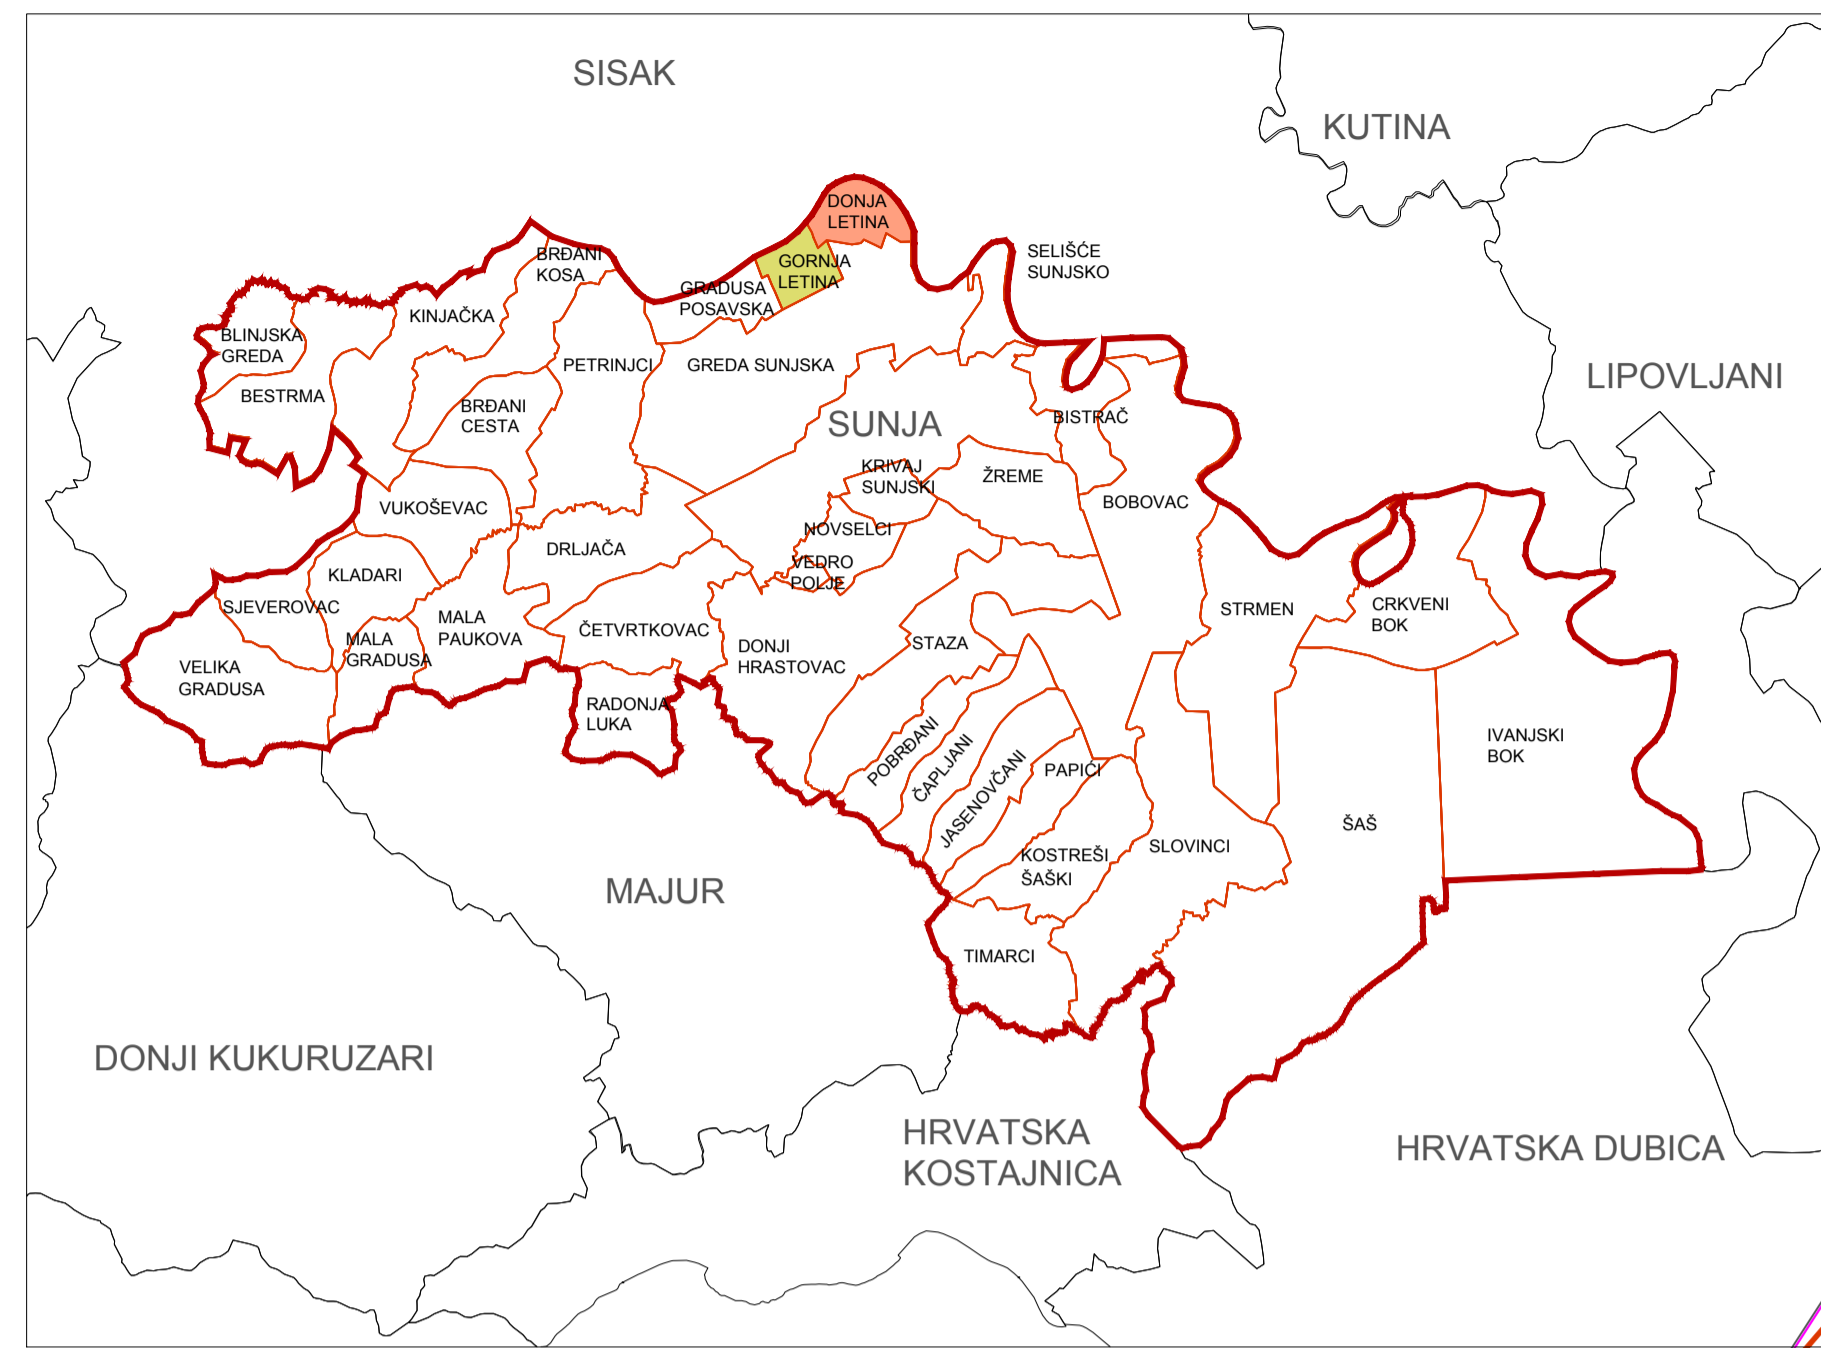 SISAK
KUTINA
DONJA
LETINA
SELIŠĆE
SUNJSKO
BRĐANI
KOSA
GORNJA
LETINA
GRADUSA
POSAVSKA
KINJAČKA
BLINJSKA
GREDA
PETRINJCI
GREDA SUNJSKA
LIPOVLJANI
BESTRMA
BRĐANI
CESTA
SUNJA
BISTRAČ
KRIVAJ
SUNJSKI
ŽREME
VUKOŠEVAC
BOBOVAC
NOVSELCI
DRLJAČA
VEDRO
POLJE
KLADARI
SJEVEROVAC
STRMEN
CRKVENI
BOK
MALA
PAUKOVA
ČETVRTKOVAC
MALA
GRADUSA
DONJI
HRASTOVAC
STAZA
VELIKA
GRADUSA
RADONJA
LUKA
POBRĐANI
ČAPLJANI
JASENOVČANI
PAPIĆI
IVANJSKI
BOK
ŠAŠ
SLOVINCI
KOSTREŠI
ŠAŠKI
MAJUR
TIMARCI
DONJI KUKURUZARI
HRVATSKA
KOSTAJNICA
HRVATSKA DUBICA